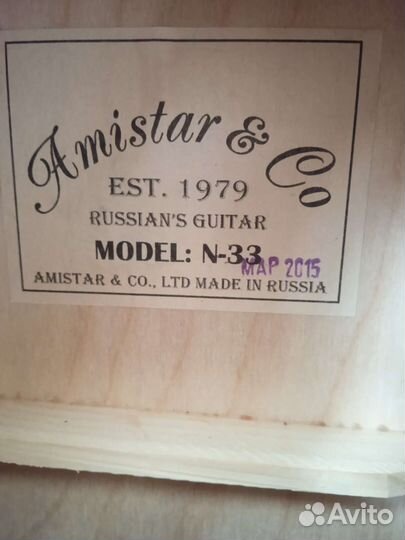 Amistar & Co
EST. 1979
RUSSIAN'S GUITAR
MODEL: N-33
МАР 2015
AMISTAR & CO., LTD MADE IN RUSSIA
Avito